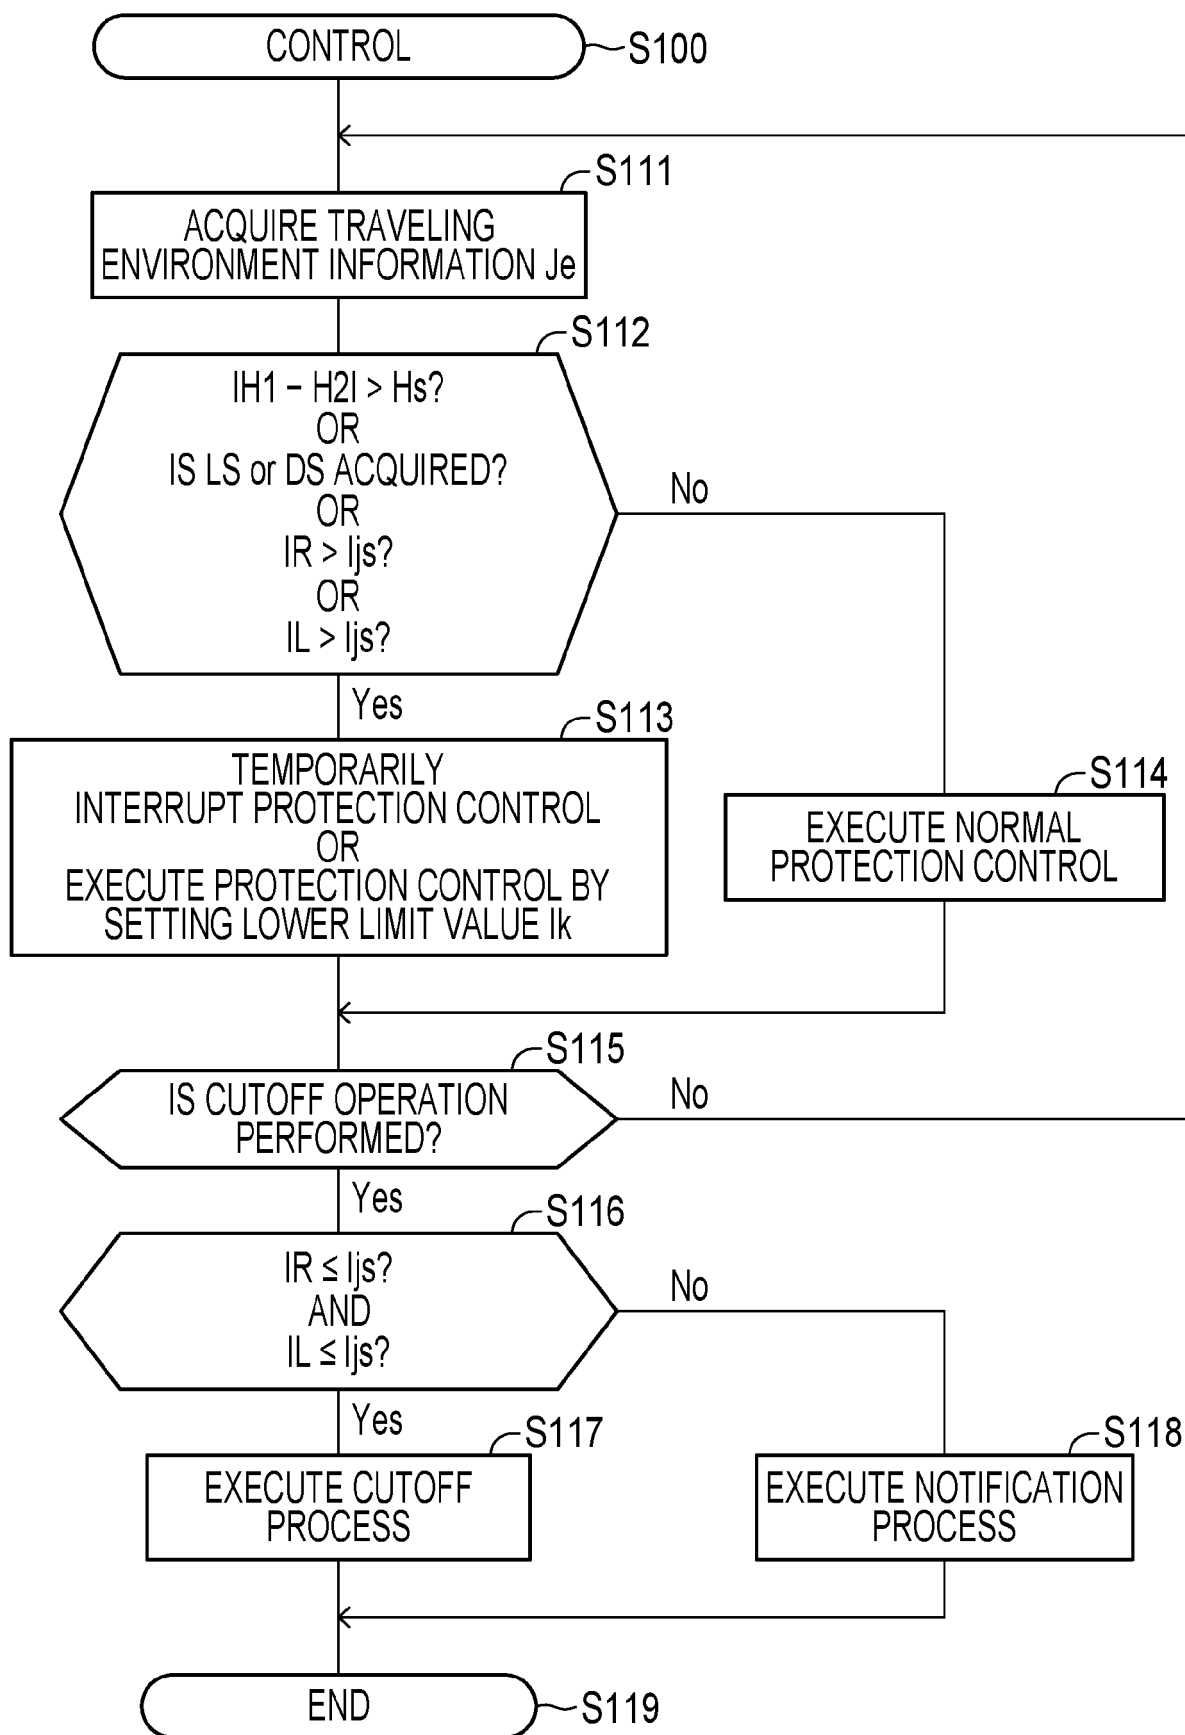 CONTROL
S100
S111
ACQUIRE TRAVELING
ENVIRONMENT INFORMATION Je
S112
IH1 − H2I > Hs?
OR
IS LS or DS ACQUIRED?
OR
IR > Ijs?
OR
IL > Ijs?
No
Yes
S113
TEMPORARILY
INTERRUPT PROTECTION CONTROL
OR
EXECUTE PROTECTION CONTROL BY
SETTING LOWER LIMIT VALUE Ik
S114
EXECUTE NORMAL
PROTECTION CONTROL
S115
IS CUTOFF OPERATION
PERFORMED?
No
Yes
S116
IR ≤ Ijs?
AND
IL ≤ Ijs?
No
Yes
S117
EXECUTE CUTOFF
PROCESS
S118
EXECUTE NOTIFICATION
PROCESS
END
S119